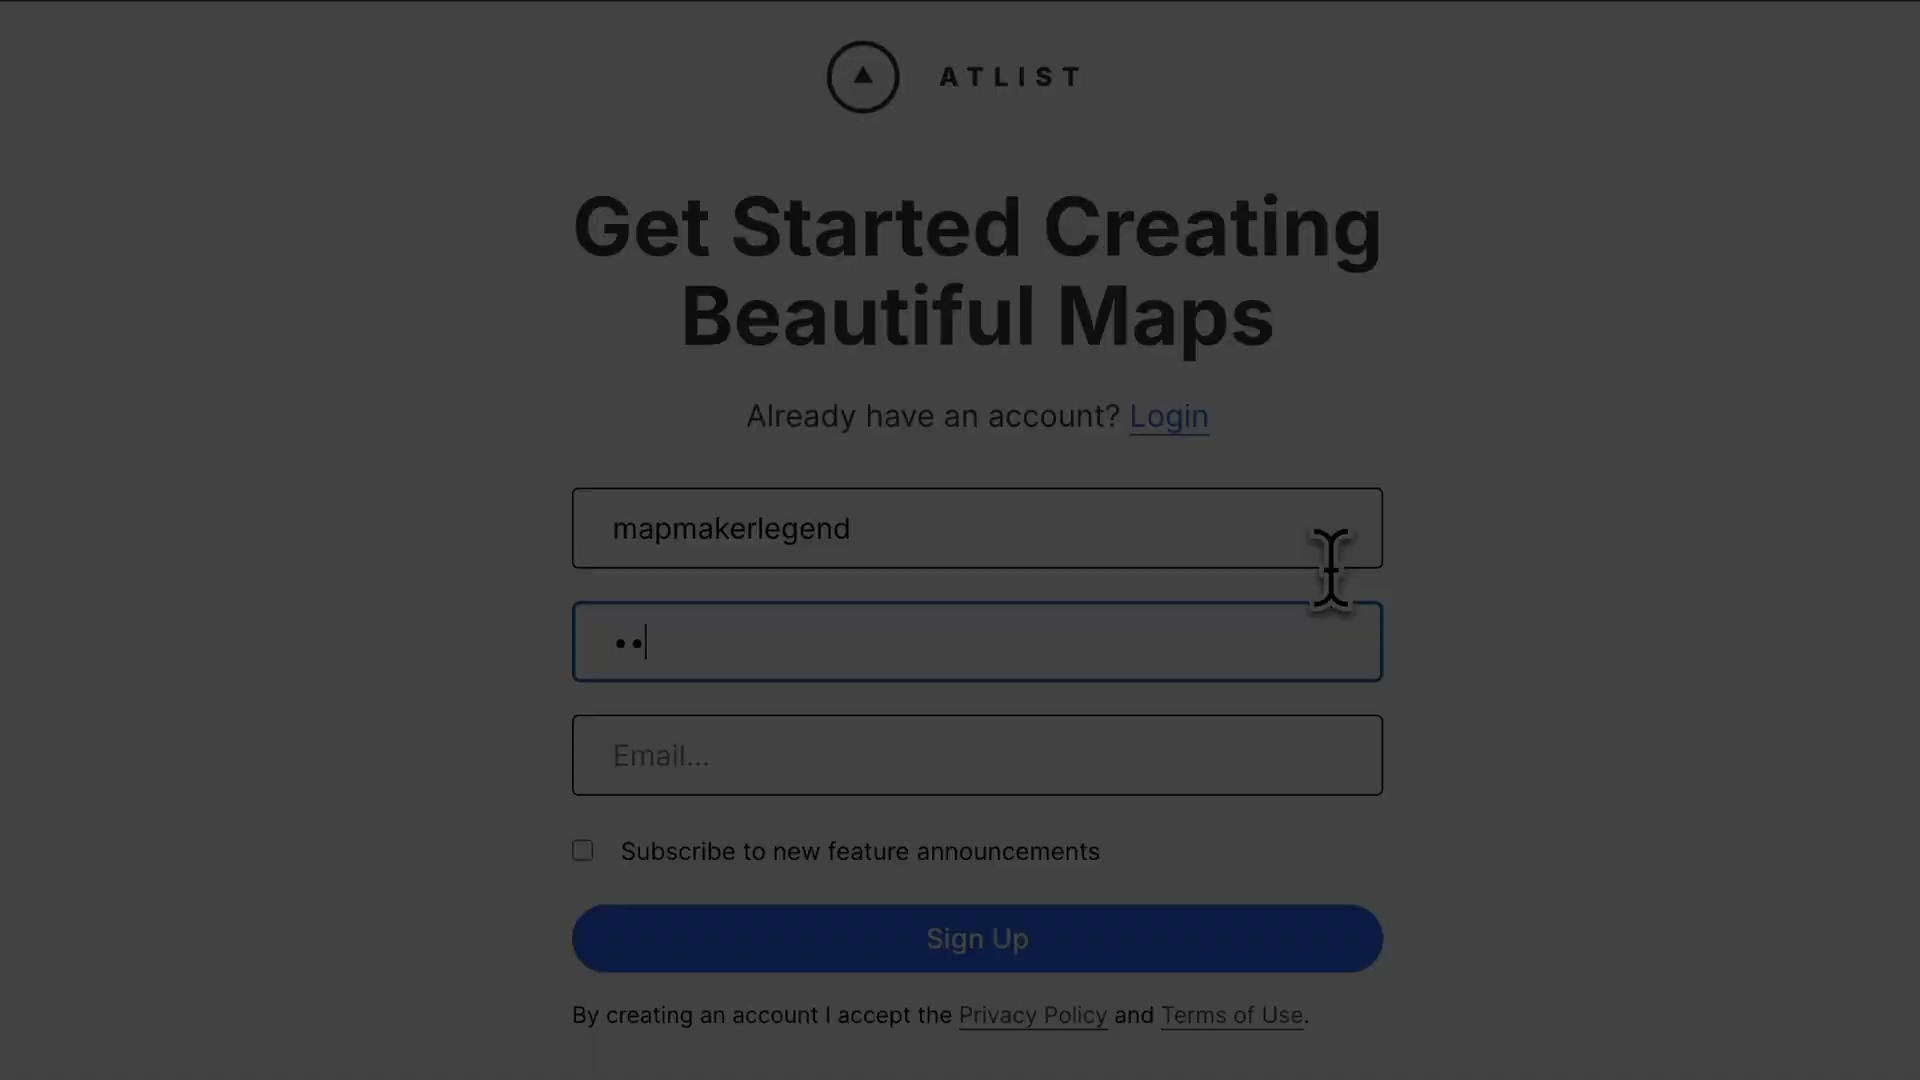 ATLIST
Get Started Creating
Beautiful Maps
Already have an account? Login
mapmakerlegend
••
Email...
Subscribe to new feature announcements
Sign Up
By creating an account I accept the Privacy Policy and Terms of Use.